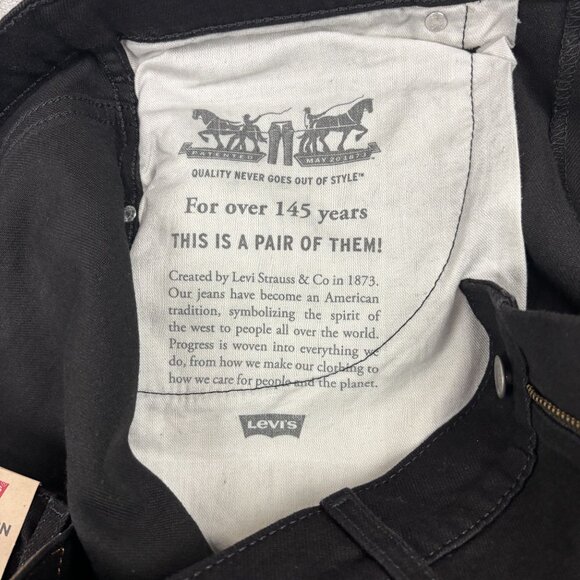 PATENTED
MAY 20 1873
QUALITY NEVER GOES OUT OF STYLE™
For over 145 years
THIS IS A PAIR OF THEM!
Created by Levi Strauss & Co in 1873.
Our jeans have become an American
tradition, symbolizing the spirit of
the west to people all over the world.
Progress is woven into everything we
do, from how we make our clothing to
how we care for people and the planet.
LEVI'S